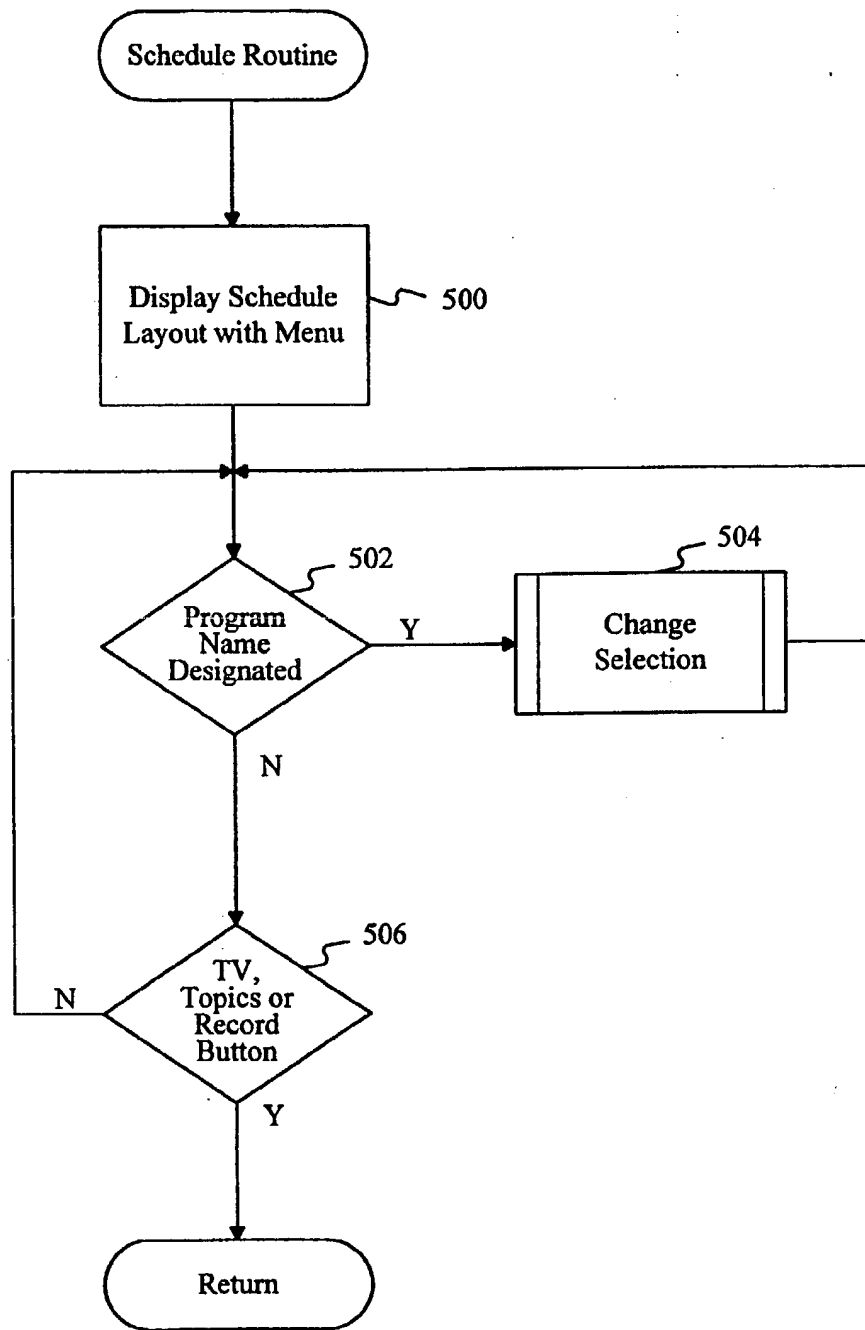 Schedule Routine
Display Schedule
Layout with Menu
500
502
504
Program
Name
Designated
Y
Change
Selection
N
506
TV,
Topics or
Record
Button
N
Y
Return